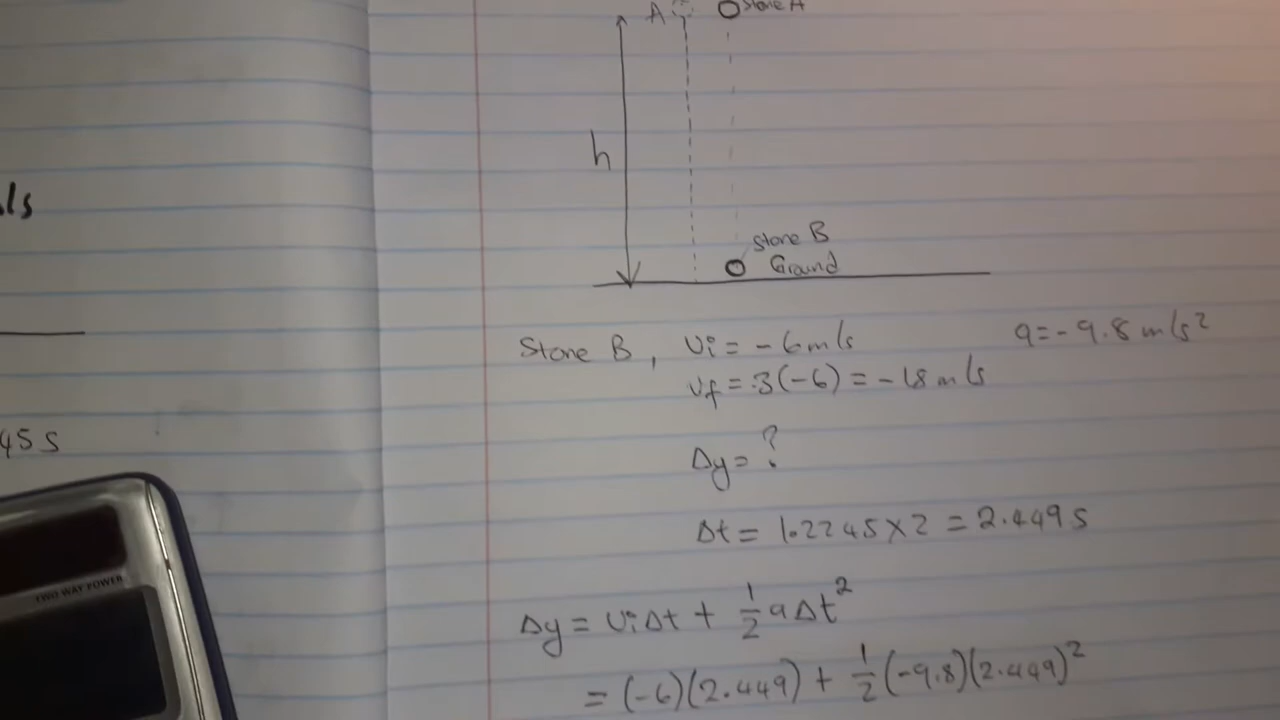 A
Stone A
h
ls
Stone B
Ground
Stone B, vi = -6m/s a=-9.8 m/s²
vf = 3(-6) = -18 m/s
Δy = ?
45 s
Δt = 1.2245×2 = 2.449 s
TWO WAY POWER
Δy = viΔt + 1/2 aΔt²
= (-6)(2.449) + 1/2(-9.8)(2.449)²